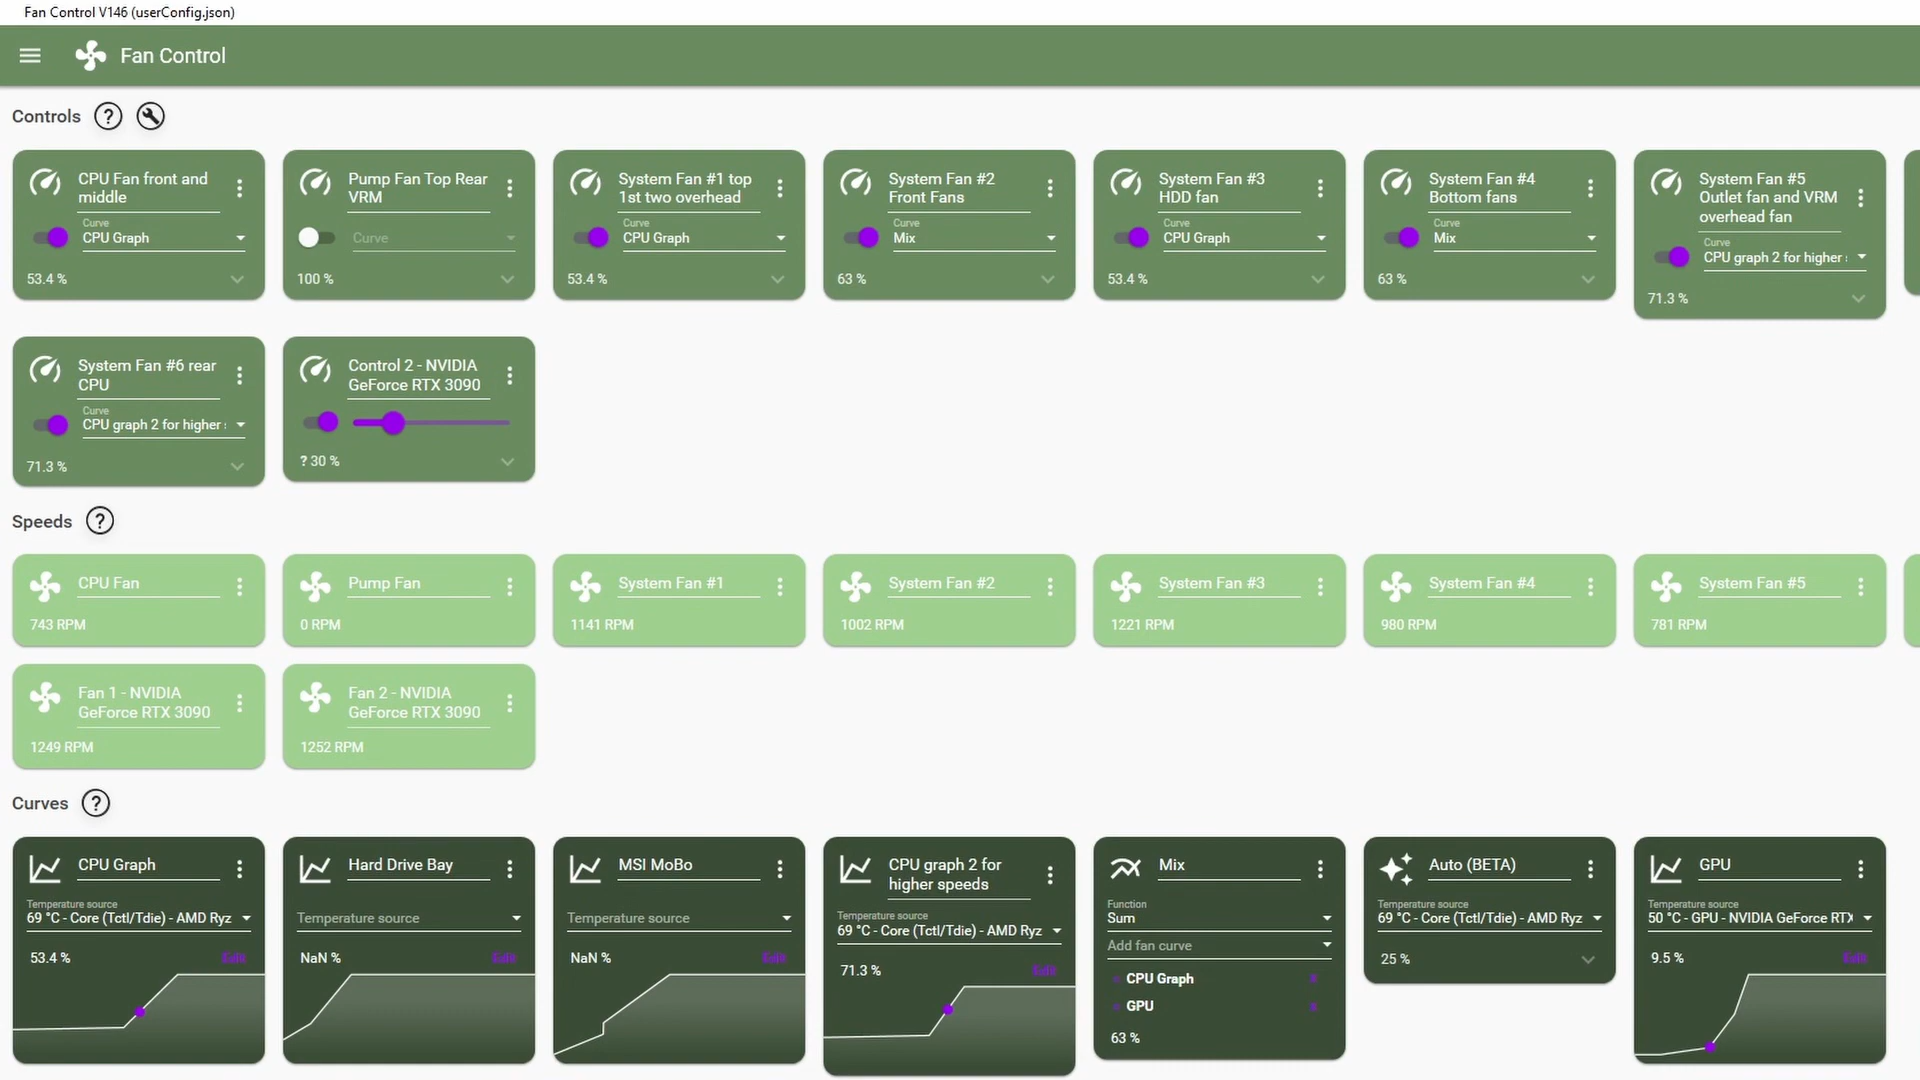 Fan Control V146 (userConfig.json)
Fan Control
Controls ?
CPU Fan front and
middle
Curve
CPU Graph
53.4 %
Pump Fan Top Rear
VRM
Curve
100 %
System Fan #1 top
1st two overhead
Curve
CPU Graph
53.4 %
System Fan #2
Front Fans
Curve
Mix
63 %
System Fan #3
HDD fan
Curve
CPU Graph
53.4 %
System Fan #4
Bottom fans
Curve
Mix
63 %
System Fan #5
Outlet fan and VRM
overhead fan
Curve
CPU graph 2 for higher
71.3 %
System Fan #6 rear
CPU
Curve
CPU graph 2 for higher
71.3 %
Control 2 - NVIDIA
GeForce RTX 3090
? 30 %
Speeds ?
CPU Fan
743 RPM
Pump Fan
0 RPM
System Fan #1
1141 RPM
System Fan #2
1002 RPM
System Fan #3
1221 RPM
System Fan #4
980 RPM
System Fan #5
781 RPM
Fan 1 - NVIDIA
GeForce RTX 3090
1249 RPM
Fan 2 - NVIDIA
GeForce RTX 3090
1252 RPM
Curves ?
CPU Graph
Temperature source
69 °C - Core (Tctl/Tdie) - AMD Ryz
53.4 % Edit
Hard Drive Bay
Temperature source
NaN % Edit
MSI MoBo
Temperature source
NaN % Edit
CPU graph 2 for
higher speeds
Temperature source
69 °C - Core (Tctl/Tdie) - AMD Ryz
71.3 % Edit
Mix
Function
Sum
Add fan curve
CPU Graph
GPU
63 %
Auto (BETA)
Temperature source
69 °C - Core (Tctl/Tdie) - AMD Ryz
25 %
GPU
Temperature source
50 °C - GPU - NVIDIA GeForce RTX
9.5 % Edit